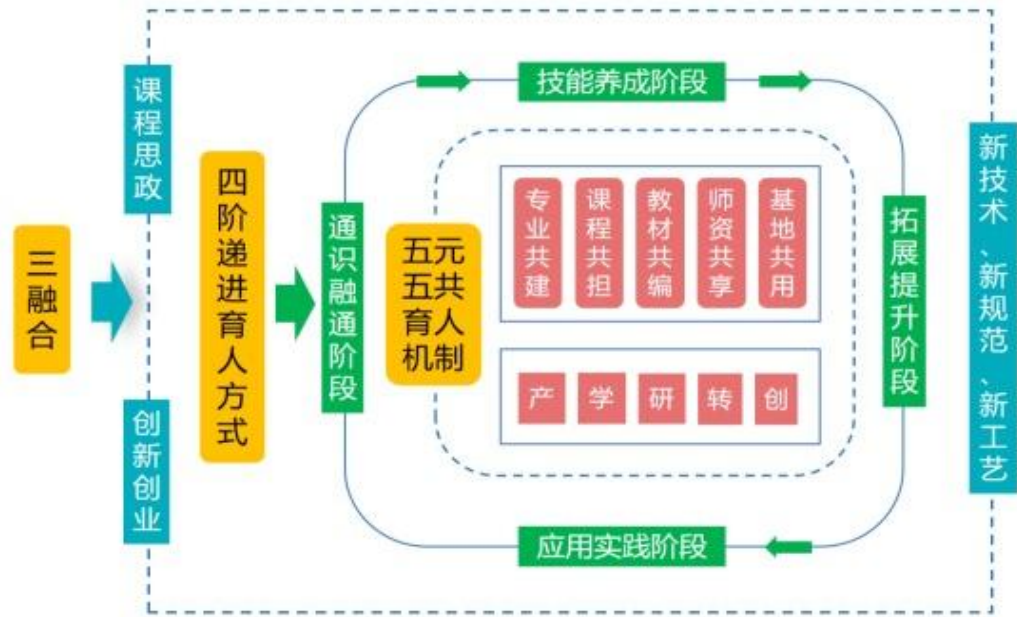 三融合
课程思政
创新创业
四阶递进育人方式
通识融通阶段
技能养成阶段
拓展提升阶段
应用实践阶段
五元
五共
育人
机制
专业共建
课程共担
教材共编
师资共享
基地共用
产
学
研
转
创
新技术、新规范、新工艺